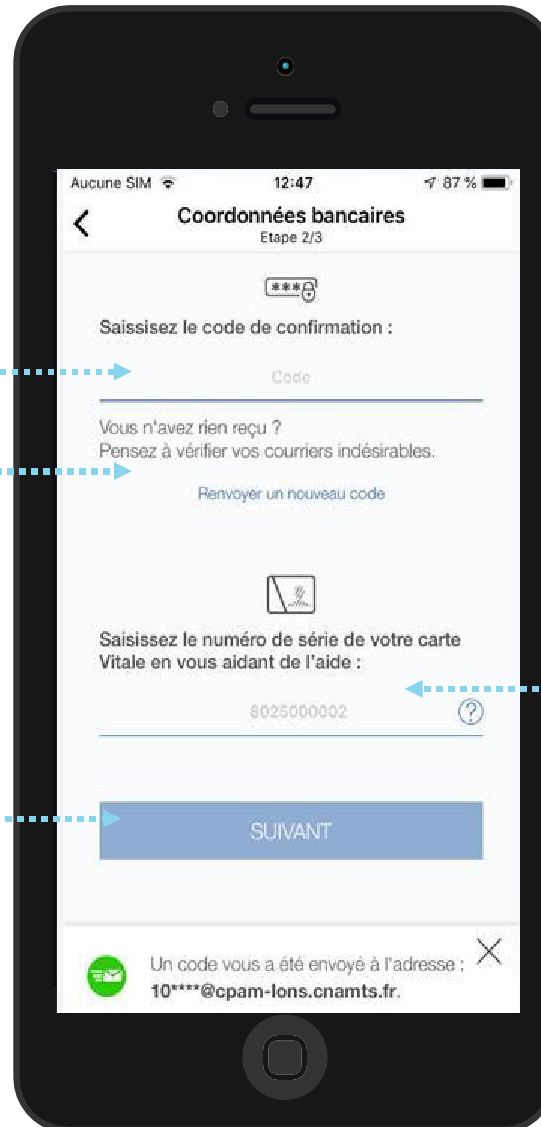 Aucune SIM 12:47 87 %
Coordonnées bancaires
Etape 2/3
***
Saissisez le code de confirmation :
Code
Vous n'avez rien reçu ?
Pensez à vérifier vos courriers indésirables.
Renvoyer un nouveau code
Saisissez le numéro de série de votre carte
Vitale en vous aidant de l'aide :
8025000002 ?
SUIVANT
Un code vous a été envoyé à l'adresse :
10****@cpam-lons.cnamts.fr.